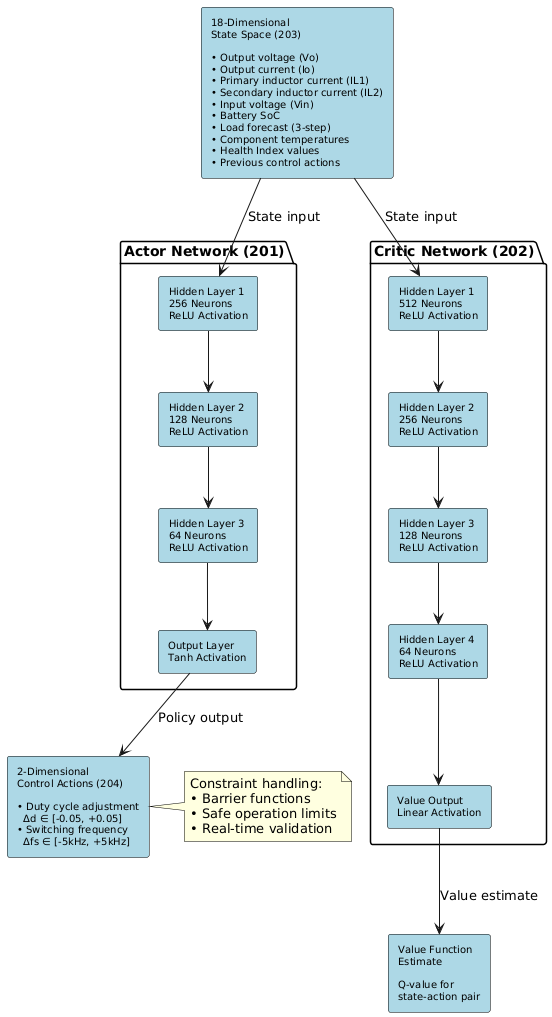 18-Dimensional
State Space (203)
• Output voltage (Vo)
• Output current (Io)
• Primary inductor current (IL1)
• Secondary inductor current (IL2)
• Input voltage (Vin)
• Battery SoC
• Load forecast (3-step)
• Component temperatures
• Health Index values
• Previous control actions
State input
State input
Actor Network (201)
Hidden Layer 1
256 Neurons
ReLU Activation
Hidden Layer 2
128 Neurons
ReLU Activation
Hidden Layer 3
64 Neurons
ReLU Activation
Output Layer
Tanh Activation
Policy output
2-Dimensional
Control Actions (204)
• Duty cycle adjustment
Δd ∈ [-0.05, +0.05]
• Switching frequency
Δfs ∈ [-5kHz, +5kHz]
Constraint handling:
• Barrier functions
• Safe operation limits
• Real-time validation
Critic Network (202)
Hidden Layer 1
512 Neurons
ReLU Activation
Hidden Layer 2
256 Neurons
ReLU Activation
Hidden Layer 3
128 Neurons
ReLU Activation
Hidden Layer 4
64 Neurons
ReLU Activation
Value Output
Linear Activation
Value estimate
Value Function
Estimate
Q-value for
state-action pair